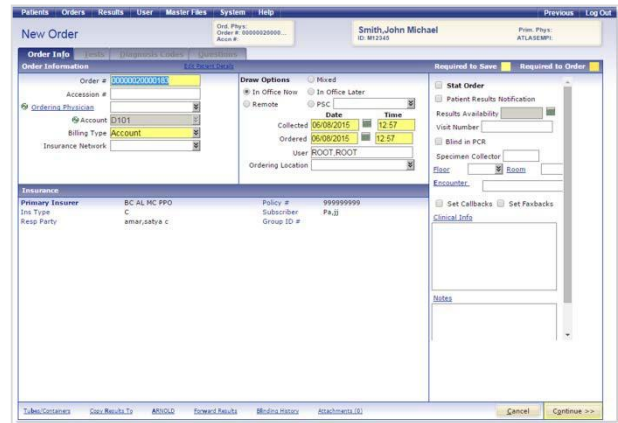 Patients Orders Results User Master Files System Help Previous Log Out
New Order
Ord. Phys:
Order #: 00000020000...
Accn #:
Smith,John Michael
ID: M12345
Prim. Phys:
ATLASEMPI:
Order Info Tests Diagnosis Codes Questions
Order Information Edit Patient Details Required to Save Required to Order
Order #
Accession #
Ordering Physician
Account D101
Billing Type Account
Insurance Network
Draw Options Mixed
In Office Now In Office Later
Remote PSC
Date Time
Collected 06/08/2015 12:57
Ordered 06/08/2015 12:57
User ROOT,ROOT
Ordering Location
Stat Order
Patient Results Notification
Results Availability
Visit Number
Blind in PCR
Specimen Collector
Floor Room
Encounter
Set Callbacks Set Faxbacks
Clinical Info
Notes
Insurance
Primary Insurer BC AL MC PPO Policy # 999999999
Ins Type C Subscriber Pa,jj
Resp Party amar,satya c Group ID #
Tubes/Containers Copy Results To ARNOLD Forward Results Blinding History Attachments (0) Cancel Continue >>